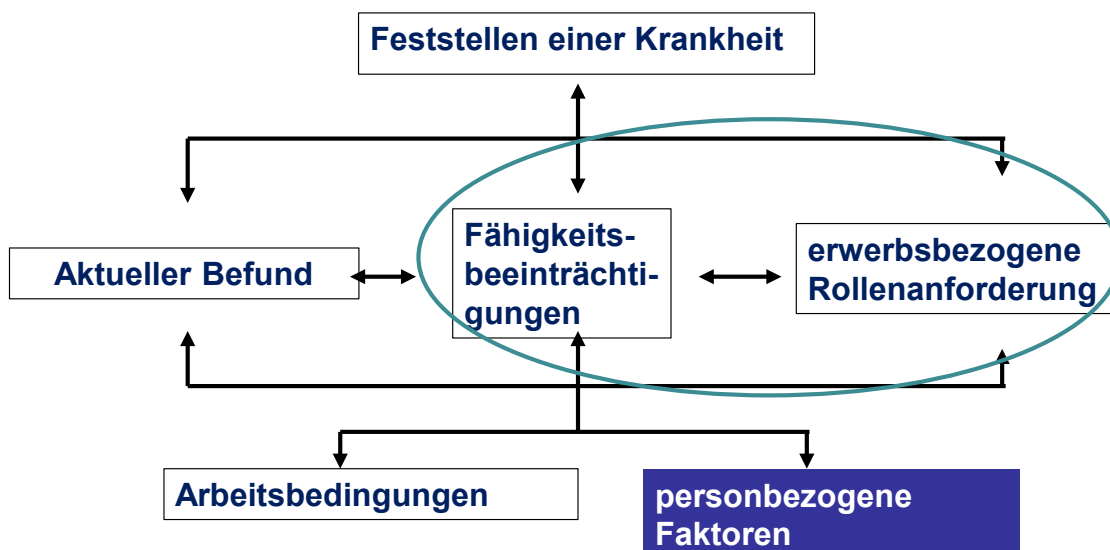 Feststellen einer Krankheit
Aktueller Befund
Fähigkeits-
beeinträchti-
gungen
erwerbsbezogene
Rollenanforderung
Arbeitsbedingungen
personbezogene
Faktoren